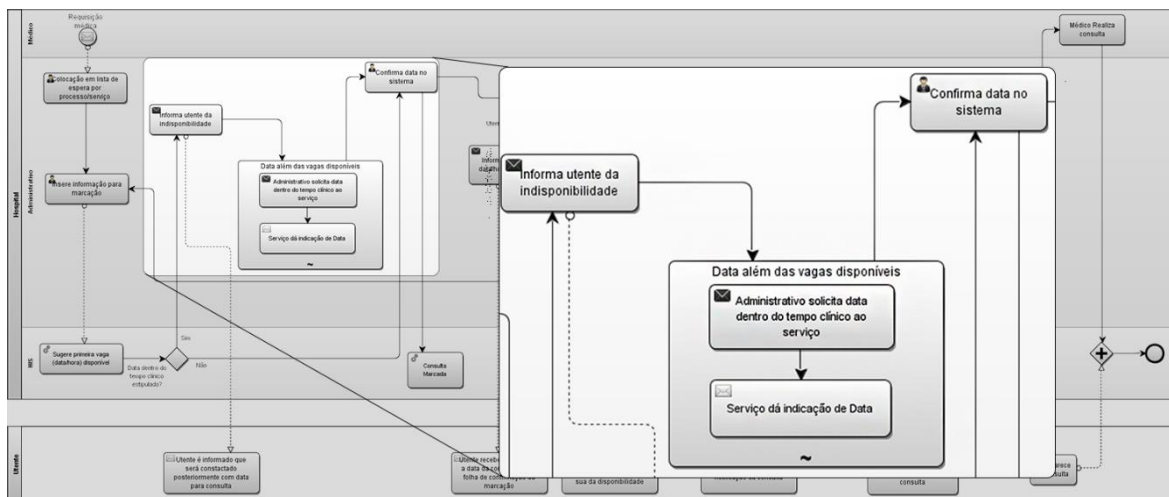 Requisição
médica
Médico
Médico Realiza
consulta
Hospital
Administrativo
Colocação em lista de
espera por
processo/serviço
Insere informação para
marcação
Informa utente da
indisponibilidade
Confirma data no
sistema
Data além das vagas disponíveis
Administrativo solicita data
dentro do tempo clínico ao
serviço
Serviço dá indicação de Data
~
Informa utente da
indisponibilidade
Confirma data no
sistema
Data além das vagas disponíveis
Administrativo solicita data
dentro do tempo clínico ao
serviço
Serviço dá indicação de Data
~
Sugere primeira vaga
(data/hora) disponível
Data dentro do
tempo clínico
estipulado?
Sim
Não
Consulta
Marcada
Utente
Utente é informado que
será constactado
posteriormente com data
para consulta
Utente receb
a data da co
folha de
marcação
sua da disponibilidade
consulta